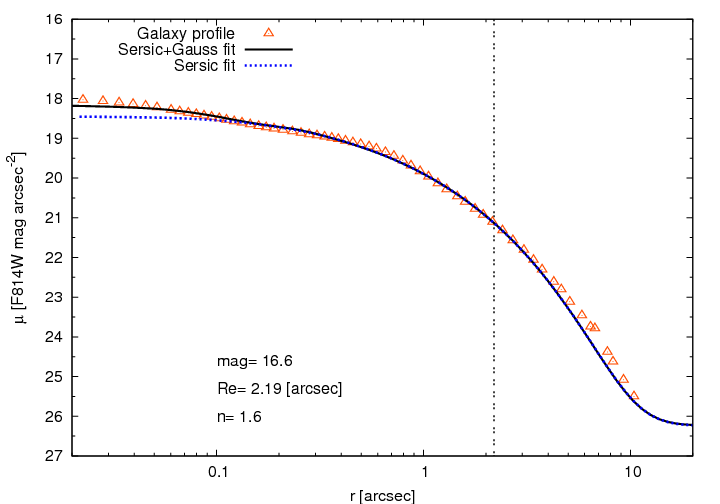 16
17
18
19
20
21
22
23
24
25
26
27
μ [F814W mag arcsec-2]
Galaxy profile
Sersic+Gauss fit
Sersic fit
mag= 16.6
Re= 2.19 [arcsec]
n= 1.6
0.1 1 10
r [arcsec]